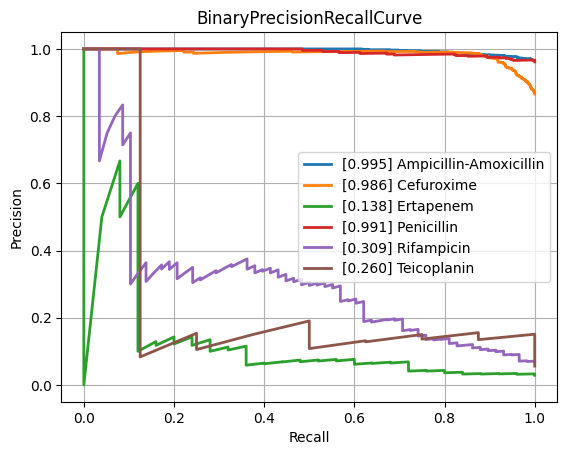 BinaryPrecisionRecallCurve
Precision
1.0
0.8
0.6
0.4
0.2
0.0
[0.995] Ampicillin-Amoxicillin
[0.986] Cefuroxime
[0.138] Ertapenem
[0.991] Penicillin
[0.309] Rifampicin
[0.260] Teicoplanin
0.0 0.2 0.4 0.6 0.8 1.0
Recall